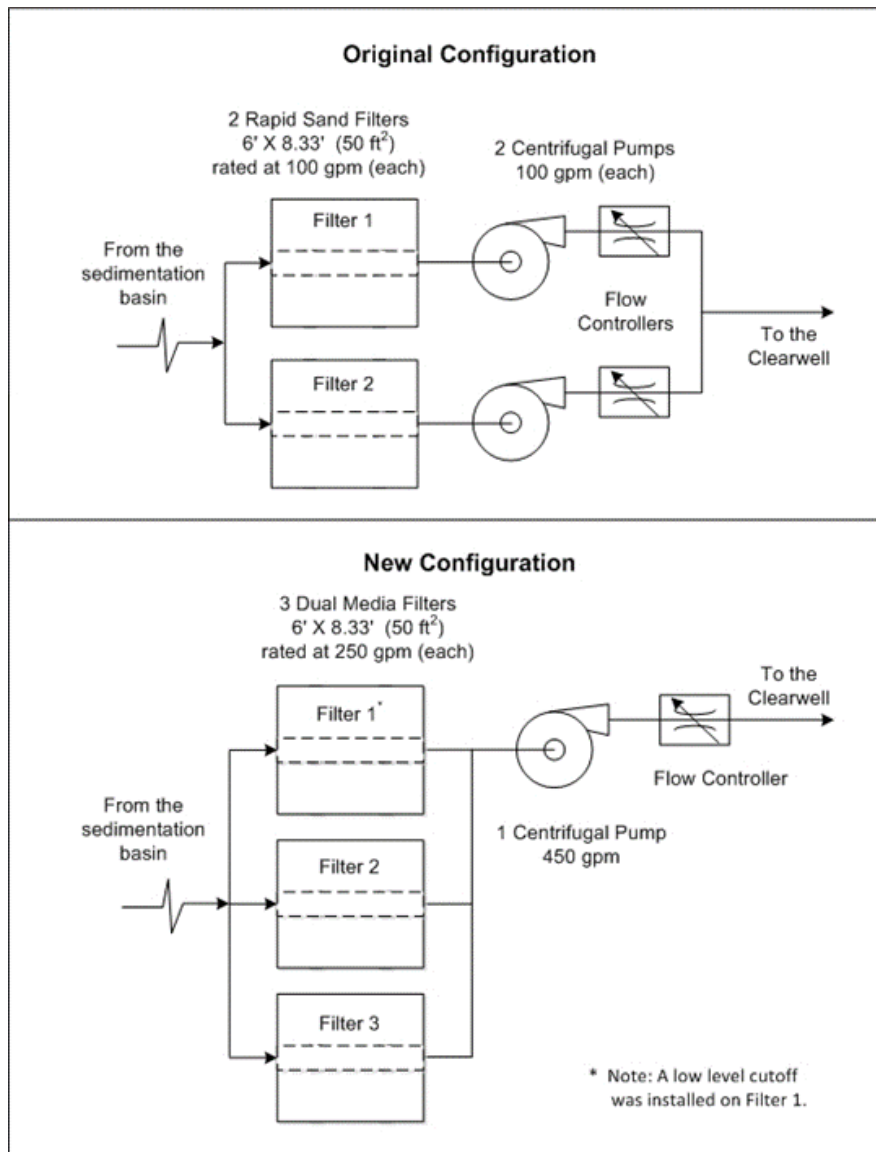 Original Configuration
2 Rapid Sand Filters
6' X 8.33' (50 ft²)
rated at 100 gpm (each)
2 Centrifugal Pumps
100 gpm (each)
Filter 1
From the
sedimentation
basin
Flow
Controllers
To the
Clearwell
Filter 2
New Configuration
3 Dual Media Filters
6' X 8.33' (50 ft²)
rated at 250 gpm (each)
To the
Clearwell
Filter 1*
Flow Controller
From the
sedimentation
basin
1 Centrifugal Pump
450 gpm
Filter 2
Filter 3
* Note: A low level cutoff
was installed on Filter 1.